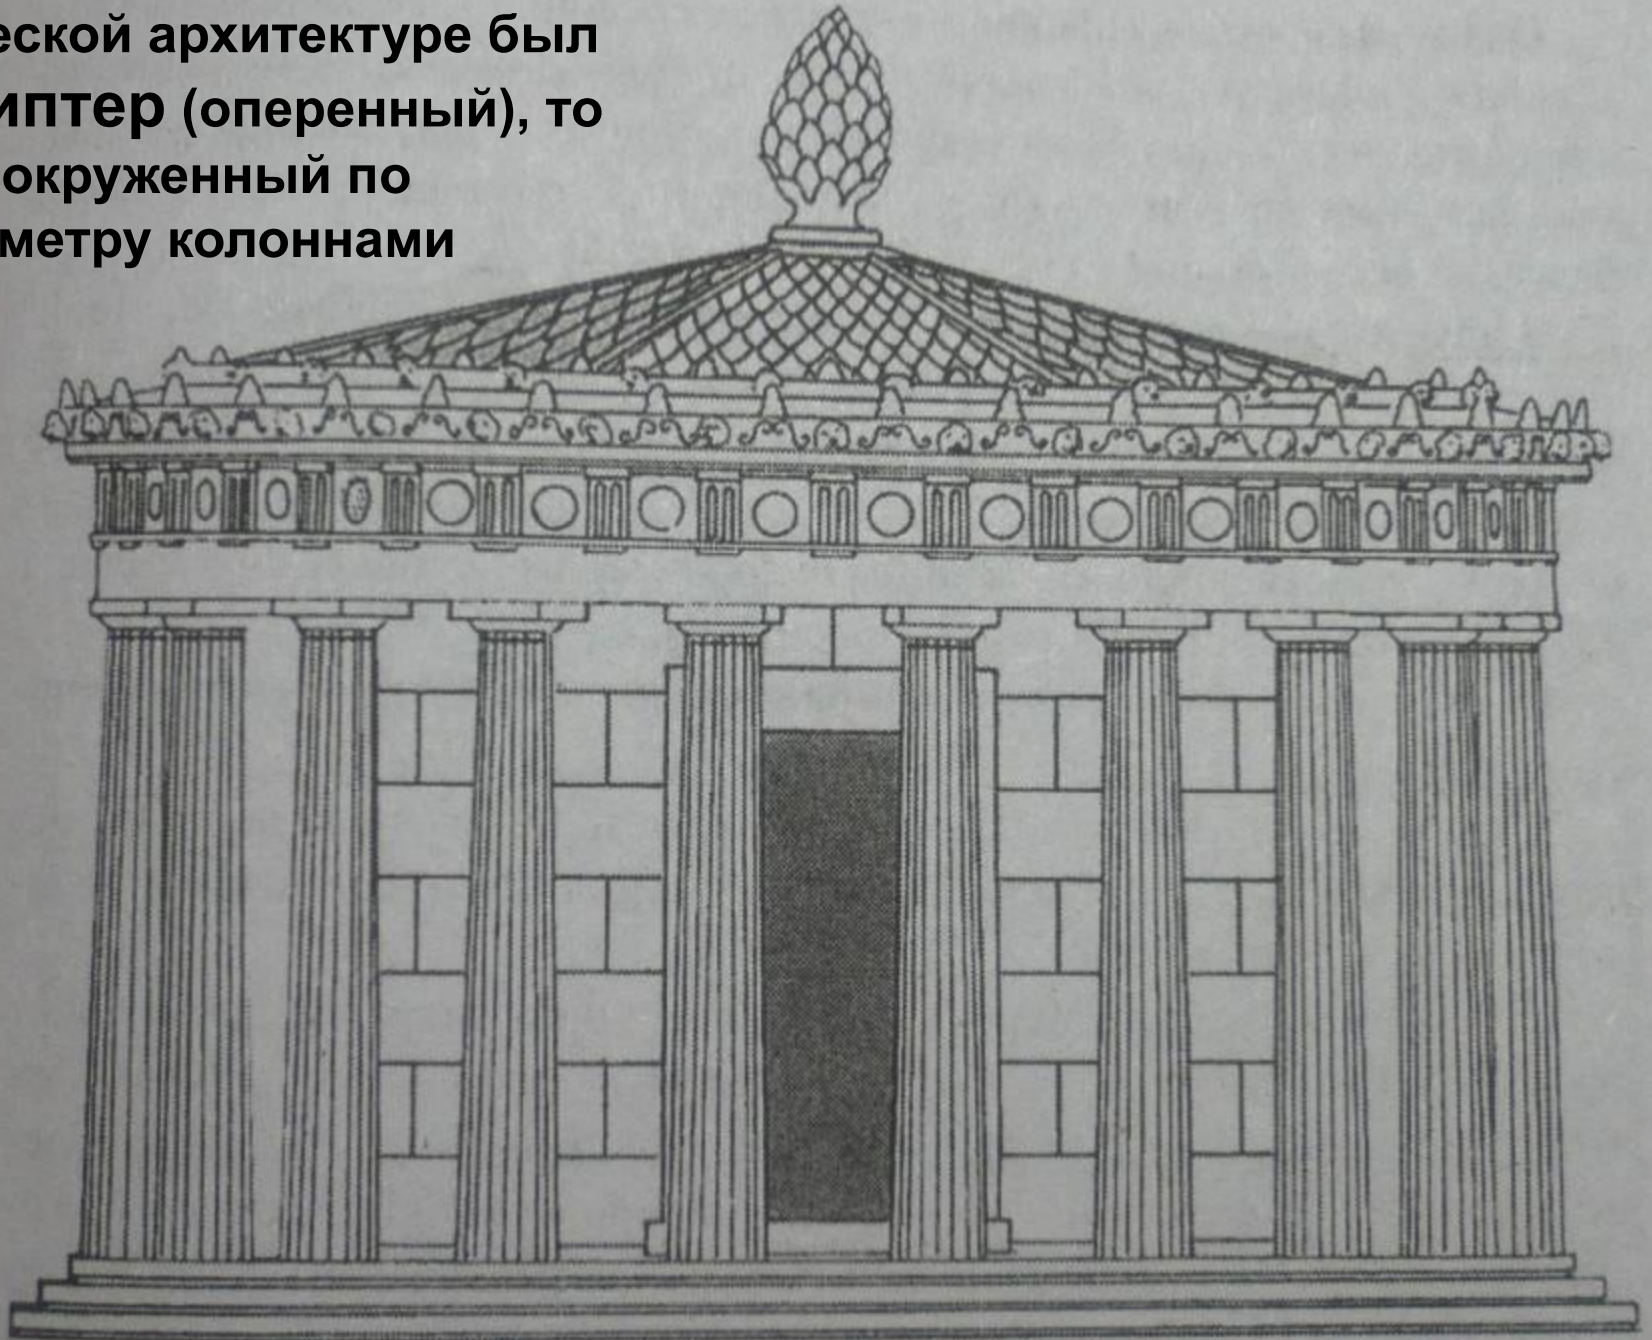 еской архитектуре был
иптер (оперенный), то
окруженный по
метру колоннами